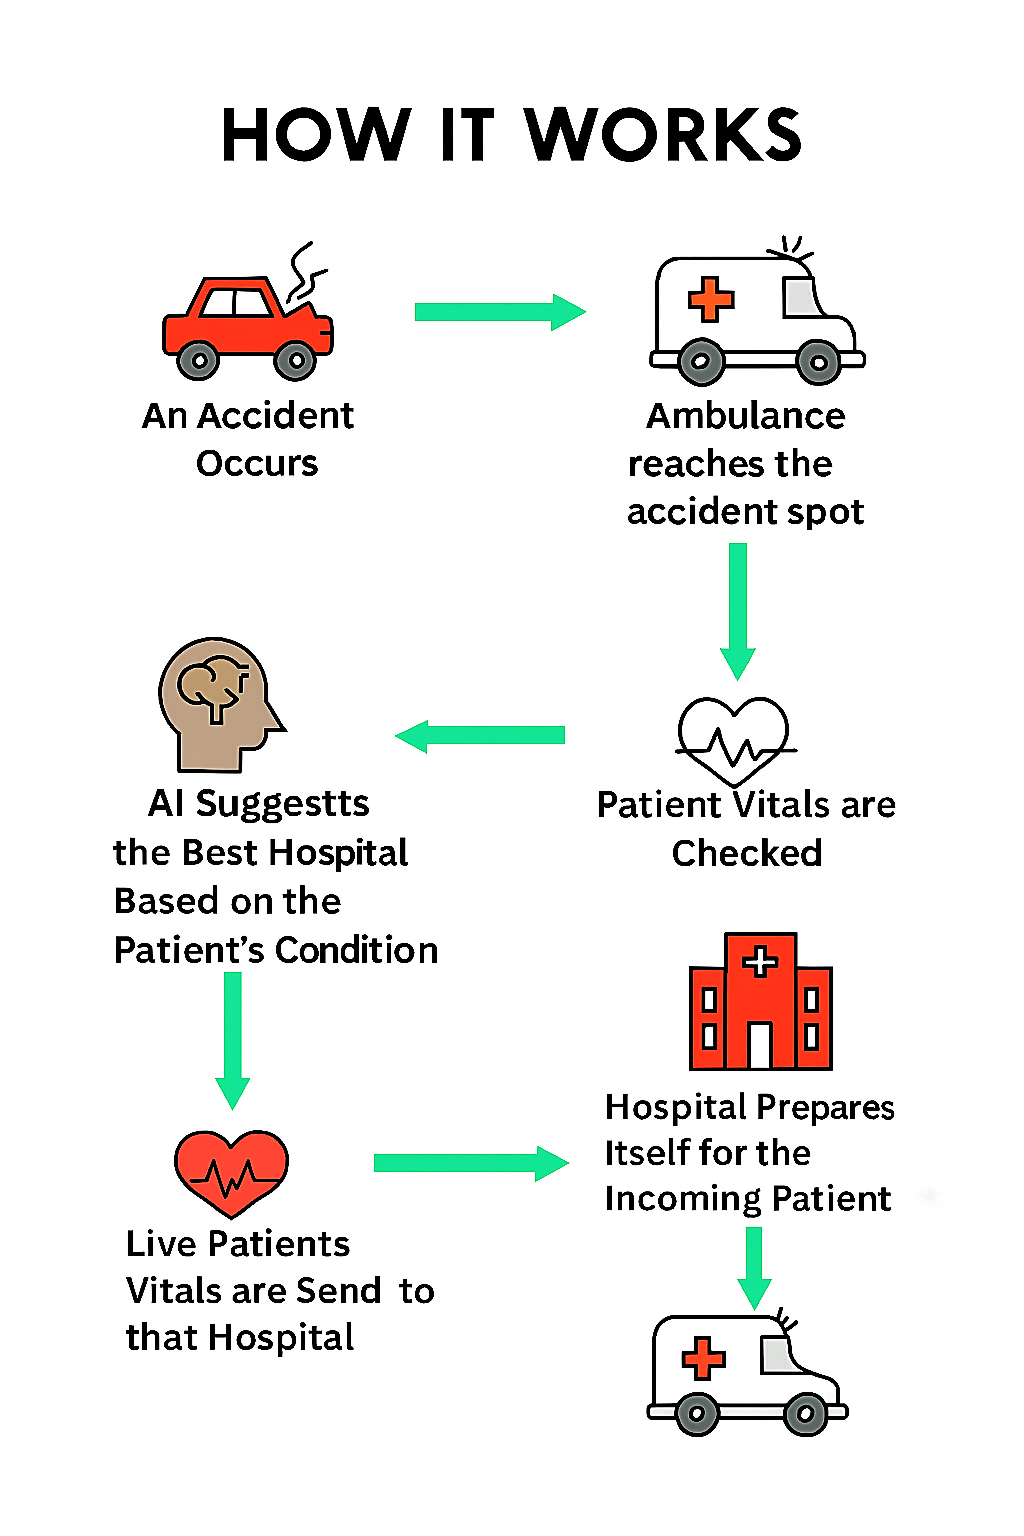 HOW IT WORKS
An Accident
Occurs
Ambulance
reaches the
accident spot
Patient Vitals are
Checked
AI Suggestts
the Best Hospital
Based on the
Patient's Condition
Live Patients
Vitals are Send to
that Hospital
Hospital Prepares
Itself for the
Incoming Patient